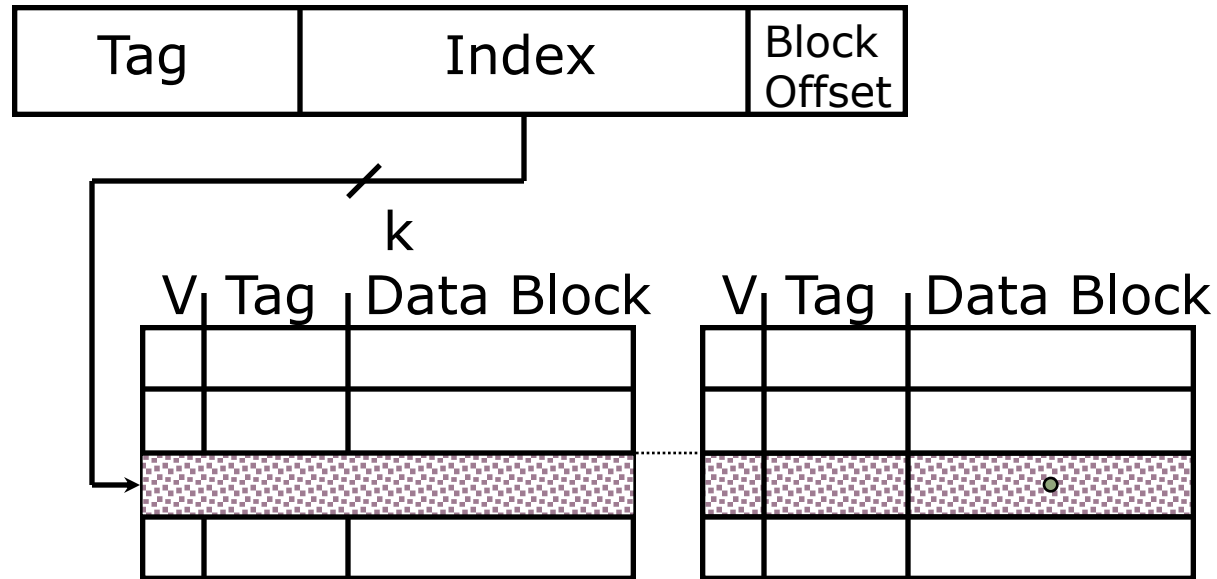 Tag Index Block
Offset
k
V Tag Data Block V Tag Data Block